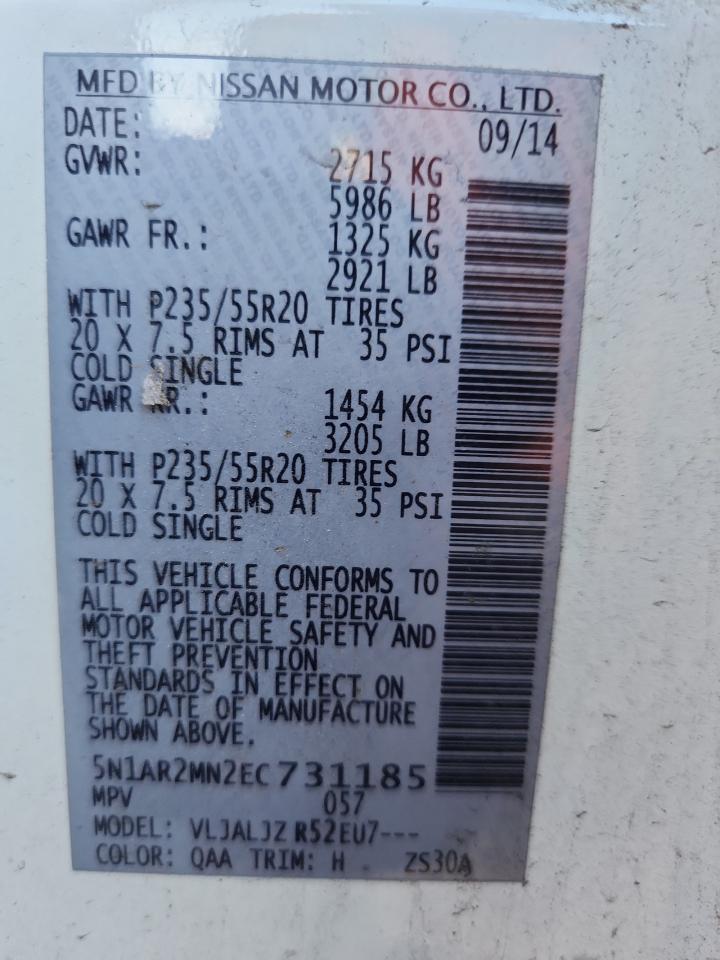 MFD BY NISSAN MOTOR CO., LTD.
DATE: 09/14
GVWR: 2715 KG
5986 LB
GAWR FR.: 1325 KG
2921 LB
WITH P235/55R20 TIRES
20 X 7.5 RIMS AT 35 PSI
COLD SINGLE
GAWR RR.: 1454 KG
3205 LB
WITH P235/55R20 TIRES
20 X 7.5 RIMS AT 35 PSI
COLD SINGLE
THIS VEHICLE CONFORMS TO
ALL APPLICABLE FEDERAL
MOTOR VEHICLE SAFETY AND
THEFT PREVENTION
STANDARDS IN EFFECT ON
THE DATE OF MANUFACTURE
SHOWN ABOVE.
5N1AR2MN2EC731185
MPV 057
MODEL: VLJALJZ R52EU7---
COLOR: QAA TRIM: H ZS30A